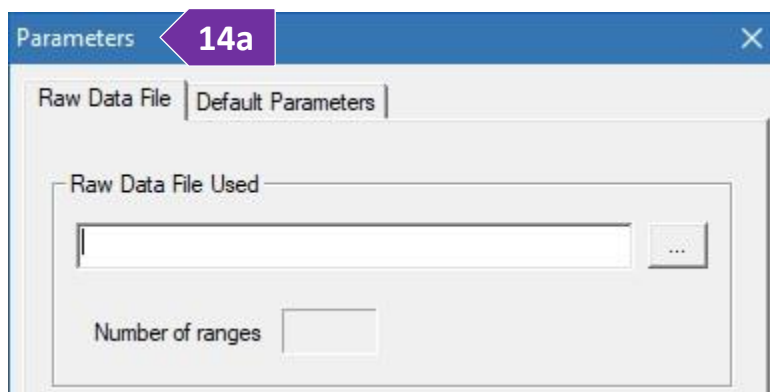 Parameters 14a
Raw Data File Default Parameters
Raw Data File Used
...
Number of ranges